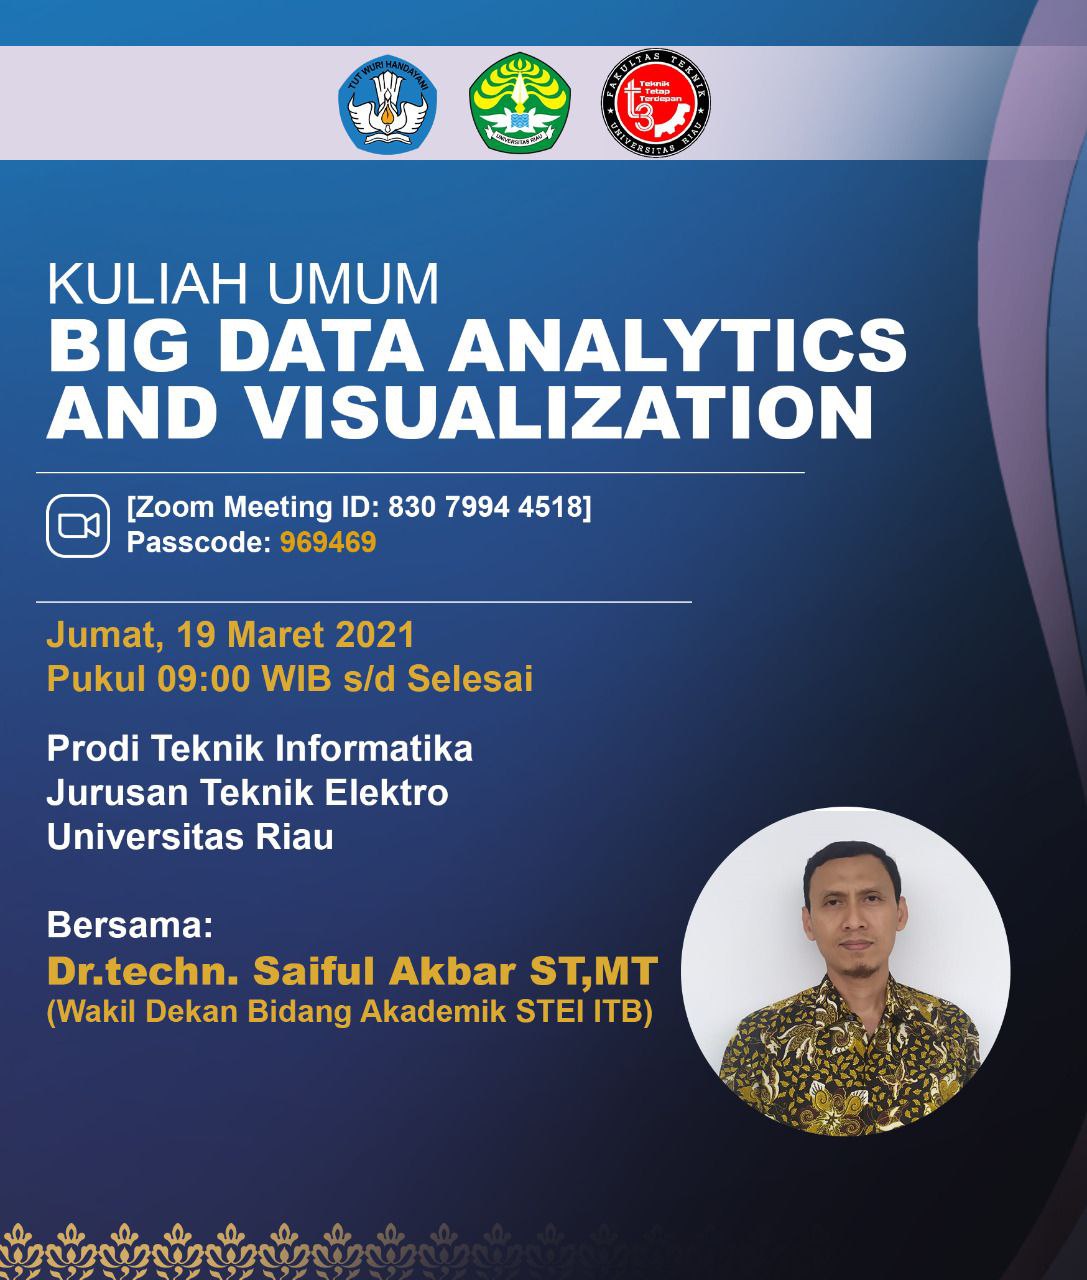 TUT WURI HANDAYANI
UNIVERSITAS RIAU
FAKULTAS TEKNIK
Teknik
Tetap
Terdepan
t3
UNIVERSITAS RIAU
KULIAH UMUM
BIG DATA ANALYTICS
AND VISUALIZATION
[Zoom Meeting ID: 830 7994 4518]
Passcode: 969469
Jumat, 19 Maret 2021
Pukul 09:00 WIB s/d Selesai
Prodi Teknik Informatika
Jurusan Teknik Elektro
Universitas Riau
Bersama:
Dr.techn. Saiful Akbar ST,MT
(Wakil Dekan Bidang Akademik STEI ITB)